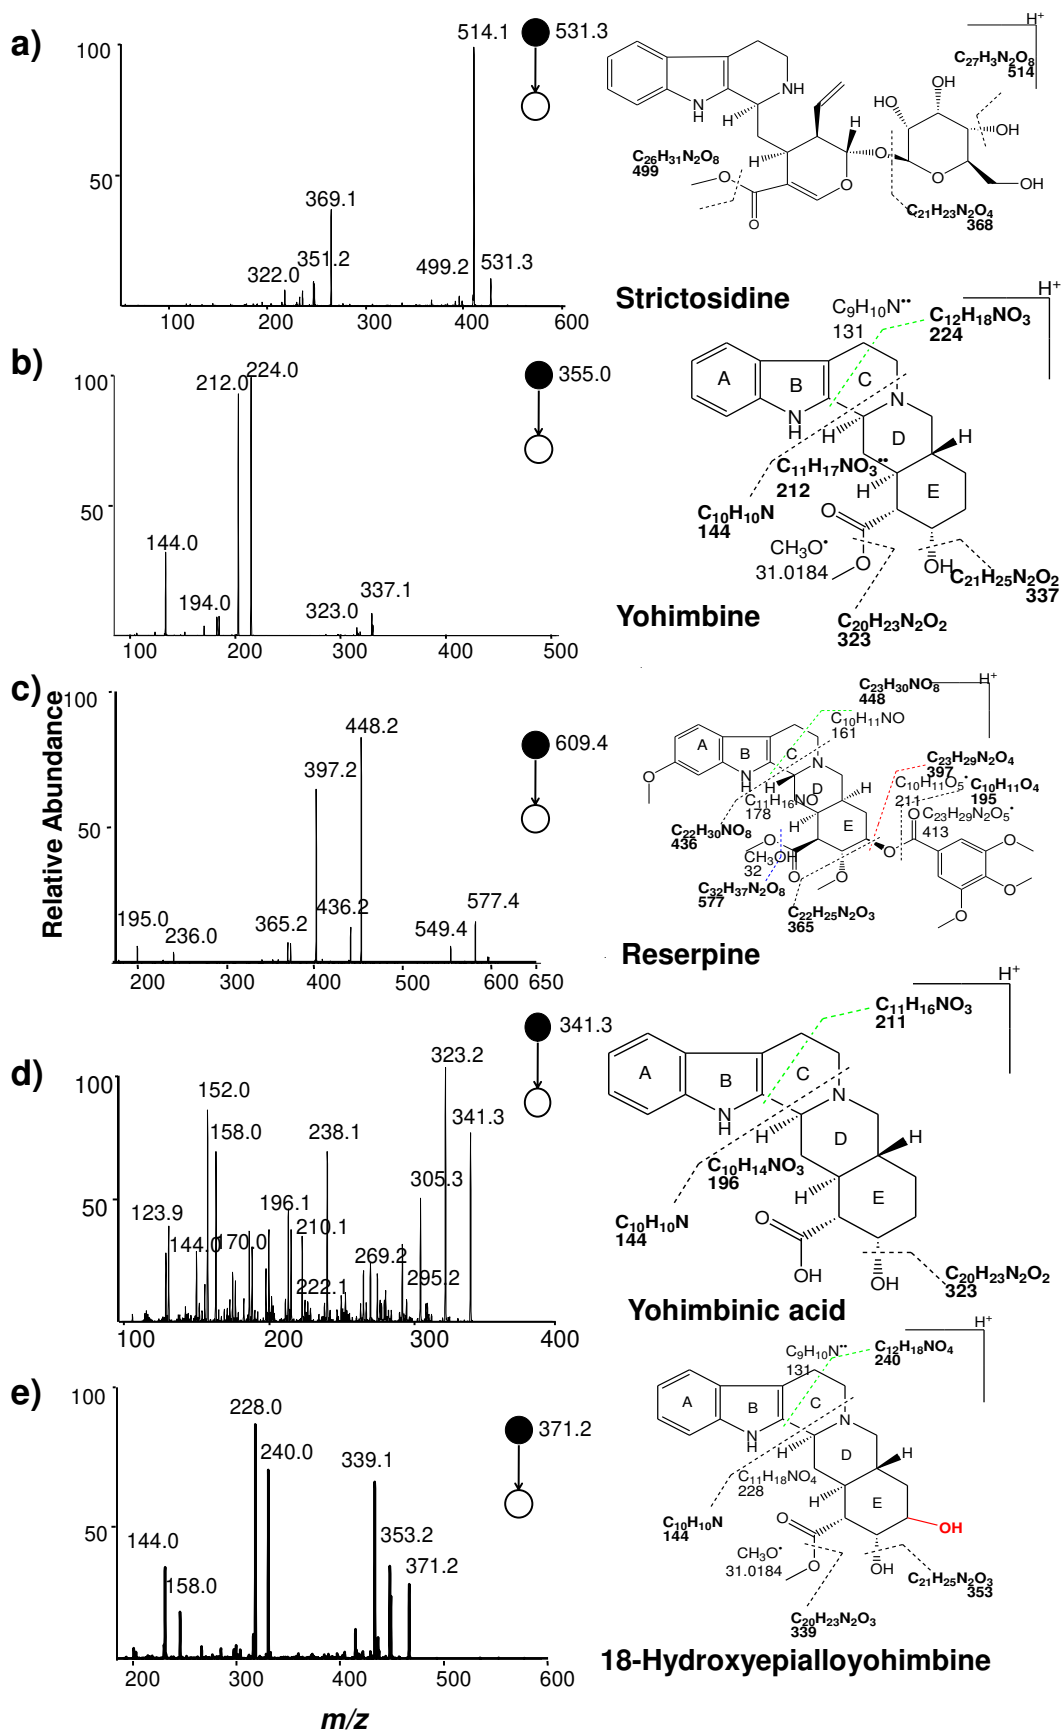 a)
100
50
514.1
531.3
369.1
351.2
322.0
499.2
531.3
100 200 300 400 500 600
H+
C27H3N2O8
514
NH
N
H
H
H
H
HO
OH
HO
OH
O
O
O
O
O
OH
C26H31N2O8
499
C21H23N2O4
368
Strictosidine
b)
100
50
224.0
212.0
355.0
144.0
194.0
323.0
337.1
100 200 300 400 500
H+
C9H10N••
131
C12H18NO3
224
A
B
C
N
N
H
H
D
H
H
E
C11H17NO3••
212
C10H10N
144
O
O
OH
CH3O•
31.0184
C21H25N2O2
337
C20H23N2O2
323
Yohimbine
c)
Relative Abundance
100
50
448.2
397.2
609.4
195.0
236.0
365.2
436.2
549.4
577.4
200 300 400 500 600 650
H+
C23H30NO8
448
C10H11NO
161
A
B
C
N
N
H
H
D
H
H
E
O
C11H16NO
178
C22H30NO8
436
C23H29N2O4
397
C10H11O5•
211
C10H11O4
195
C23H29N2O5•
413
O
O
O
O
O
O
O
O
CH3OH
32
C32H37N2O8
577
C22H25N2O3
365
Reserpine
d)
100
50
341.3
323.2
341.3
152.0
158.0
238.1
305.3
123.9
144.0
170.0
196.1
210.1
222.1
269.2
295.2
100 200 300 400
H+
C11H16NO3
211
A
B
C
N
N
H
H
D
H
H
E
C10H14NO3
196
C10H10N
144
O
OH
OH
C20H23N2O2
323
Yohimbinic acid
e)
100
50
228.0
240.0
339.1
371.2
144.0
158.0
353.2
371.2
200 300 400 500 600
m/z
H+
C9H10N••
131
C12H18NO4
240
A
B
C
N
N
H
H
D
H
H
E
C11H18NO4
228
C10H10N
144
OH
O
O
OH
CH3O•
31.0184
C21H25N2O3
353
C20H23N2O3
339
18-Hydroxyepialloyohimbine